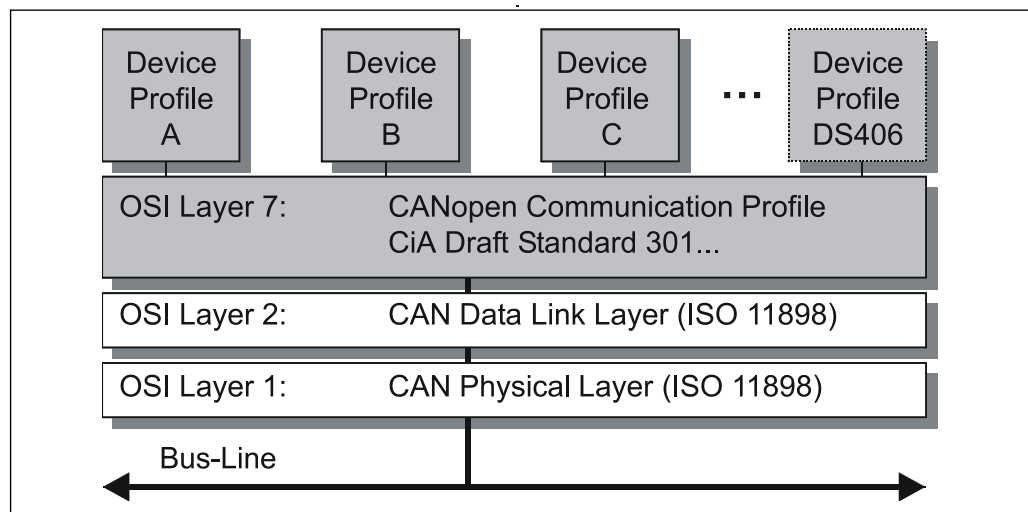 Device
Profile
A
Device
Profile
B
Device
Profile
C
...
Device
Profile
DS406
OSI Layer 7: CANopen Communication Profile
CiA Draft Standard 301...
OSI Layer 2: CAN Data Link Layer (ISO 11898)
OSI Layer 1: CAN Physical Layer (ISO 11898)
Bus-Line